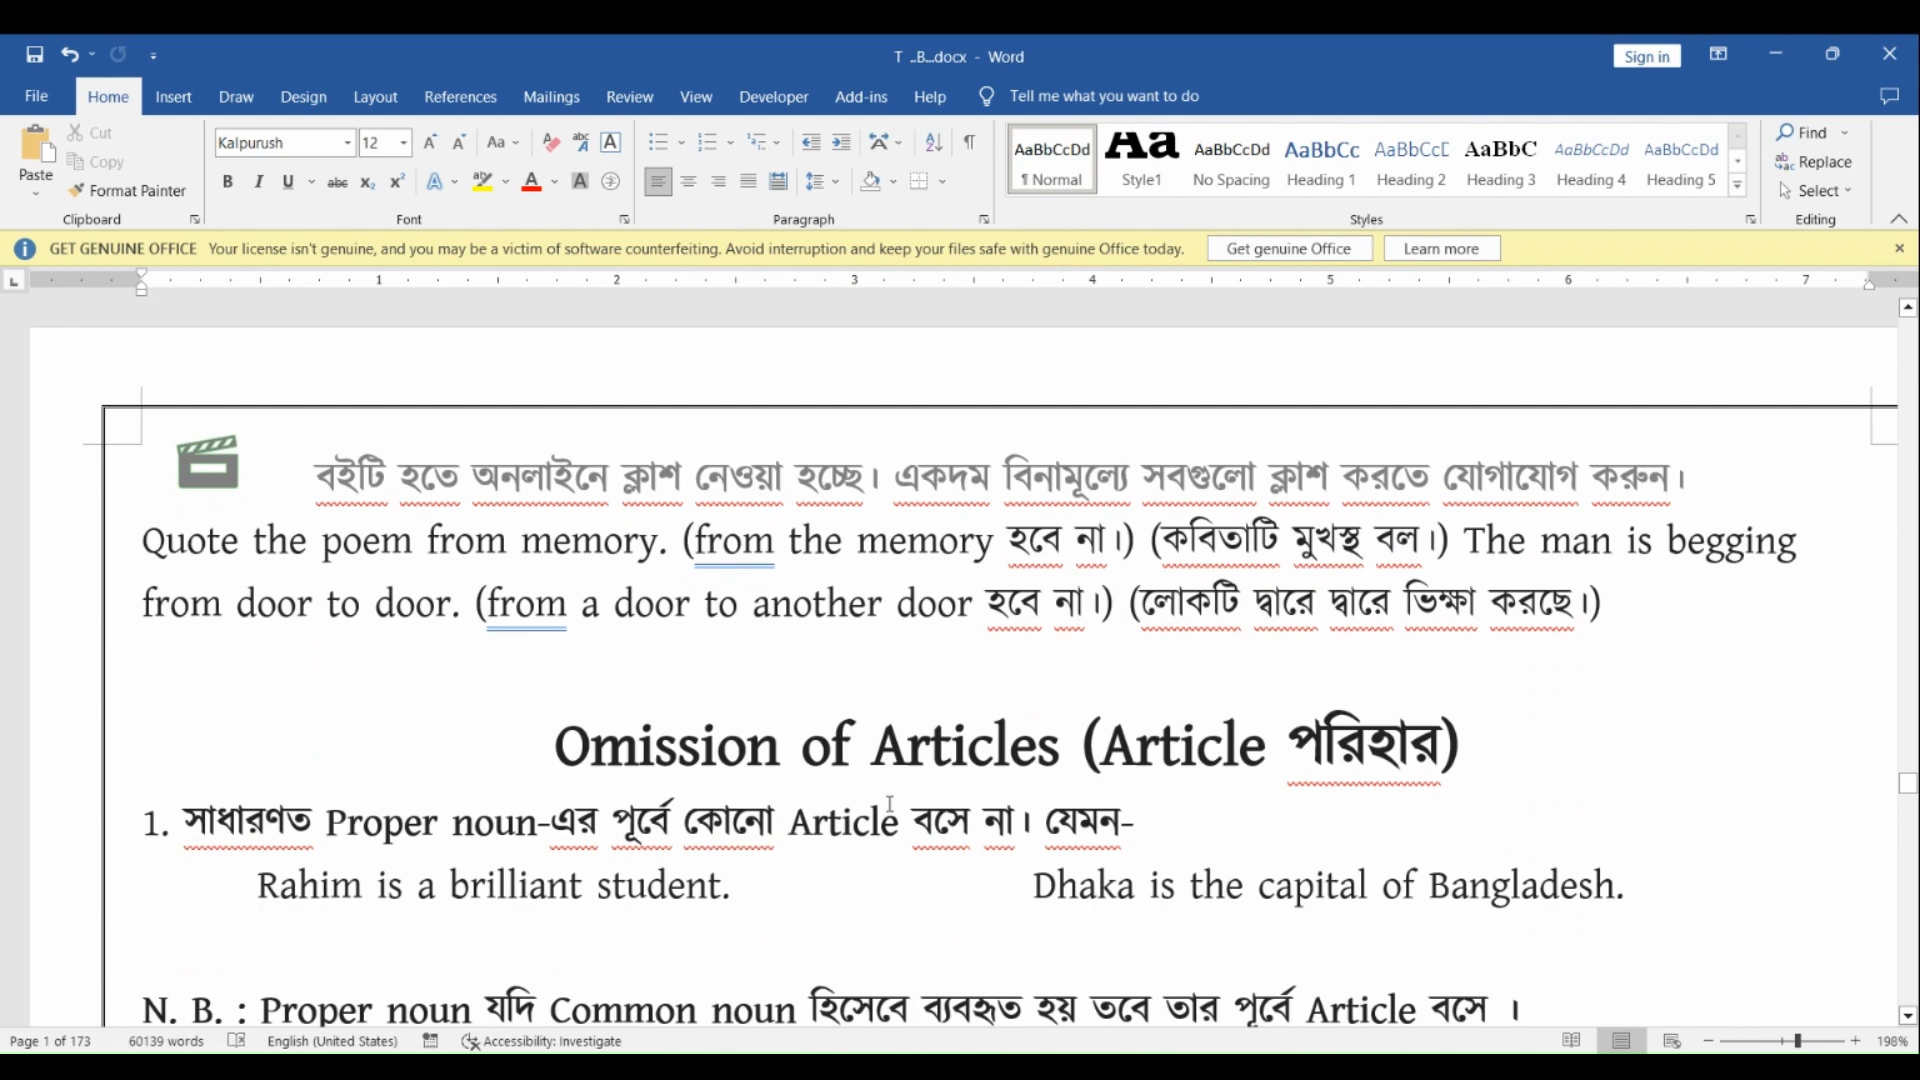 T ..B...docx - Word
Sign in
File Home Insert Draw Design Layout References Mailings Review View Developer Add-ins Help Tell me what you want to do
Paste
Cut
Copy
Format Painter
Clipboard
Kalpurush 12
Font
Paragraph
AaBbCcDd Aa AaBbCcDd AaBbCc AaBbCcD AaBbC AaBbCcDd AaBbCcDd
¶ Normal Style1 No Spacing Heading 1 Heading 2 Heading 3 Heading 4 Heading 5
Styles
Find
Replace
Select
Editing
GET GENUINE OFFICE Your license isn't genuine, and you may be a victim of software counterfeiting. Avoid interruption and keep your files safe with genuine Office today. Get genuine Office Learn more
1 2 3 4 5 6 7
বইটি হতে অনলাইনে ক্লাশ নেওয়া হচ্ছে। একদম বিনামূল্যে সবগুলো ক্লাশ করতে যোগাযোগ করুন।
Quote the poem from memory. (from the memory হবে না।) (কবিতাটি মুখস্থ বল।) The man is begging
from door to door. (from a door to another door হবে না।) (লোকটি দ্বারে দ্বারে ভিক্ষা করছে।)
Omission of Articles (Article পরিহার)
1. সাধারণত Proper noun-এর পূর্বে কোনো Article বসে না। যেমন-
Rahim is a brilliant student. Dhaka is the capital of Bangladesh.
N. B. : Proper noun যদি Common noun হিসেবে ব্যবহৃত হয় তবে তার পূর্বে Article বসে ।
Page 1 of 173 60139 words English (United States) Accessibility: Investigate 198%